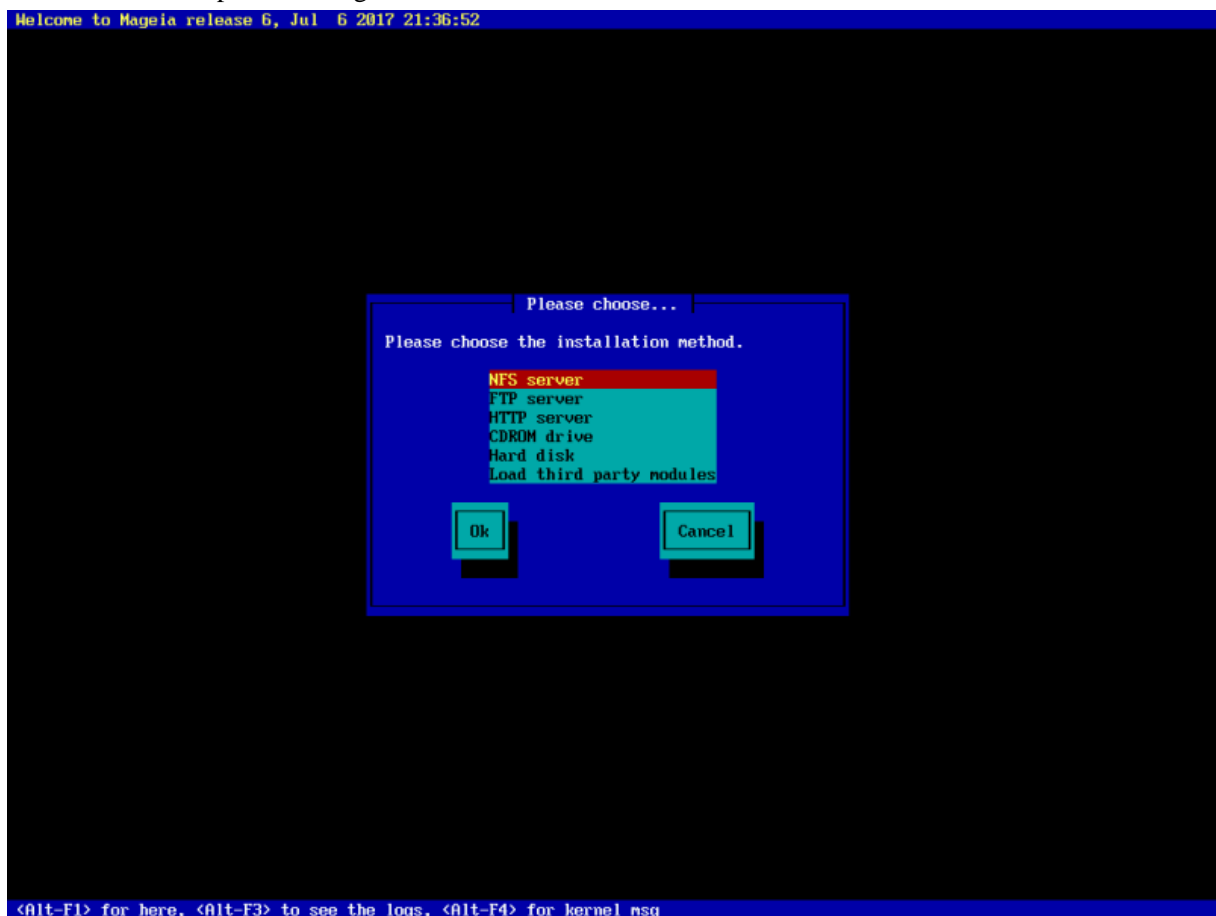 Welcome to Mageia release 6, Jul  6 2017 21:36:52
Please choose...
Please choose the installation method.
NFS server
FTP server
HTTP server
CDROM drive
Hard disk
Load third party modules
Ok
Cancel
<Alt-F1> for here, <Alt-F3> to see the logs, <Alt-F4> for kernel msg